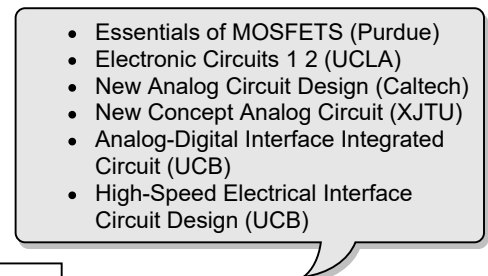 • Essentials of MOSFETS (Purdue)
• Electronic Circuits 1 2 (UCLA)
• New Analog Circuit Design (Caltech)
• New Concept Analog Circuit (XJTU)
• Analog-Digital Interface Integrated
Circuit (UCB)
• High-Speed Electrical Interface
Circuit Design (UCB)